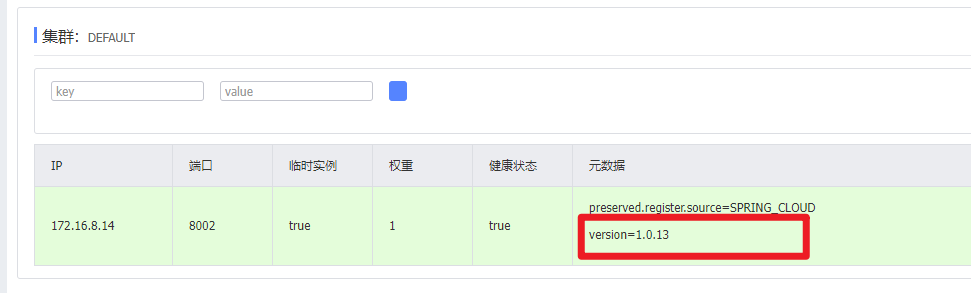 集群： DEFAULT
key value
IP 端口 临时实例 权重 健康状态 元数据
preserved.register.source=SPRING_CLOUD
172.16.8.14 8002 true 1 true
version=1.0.13